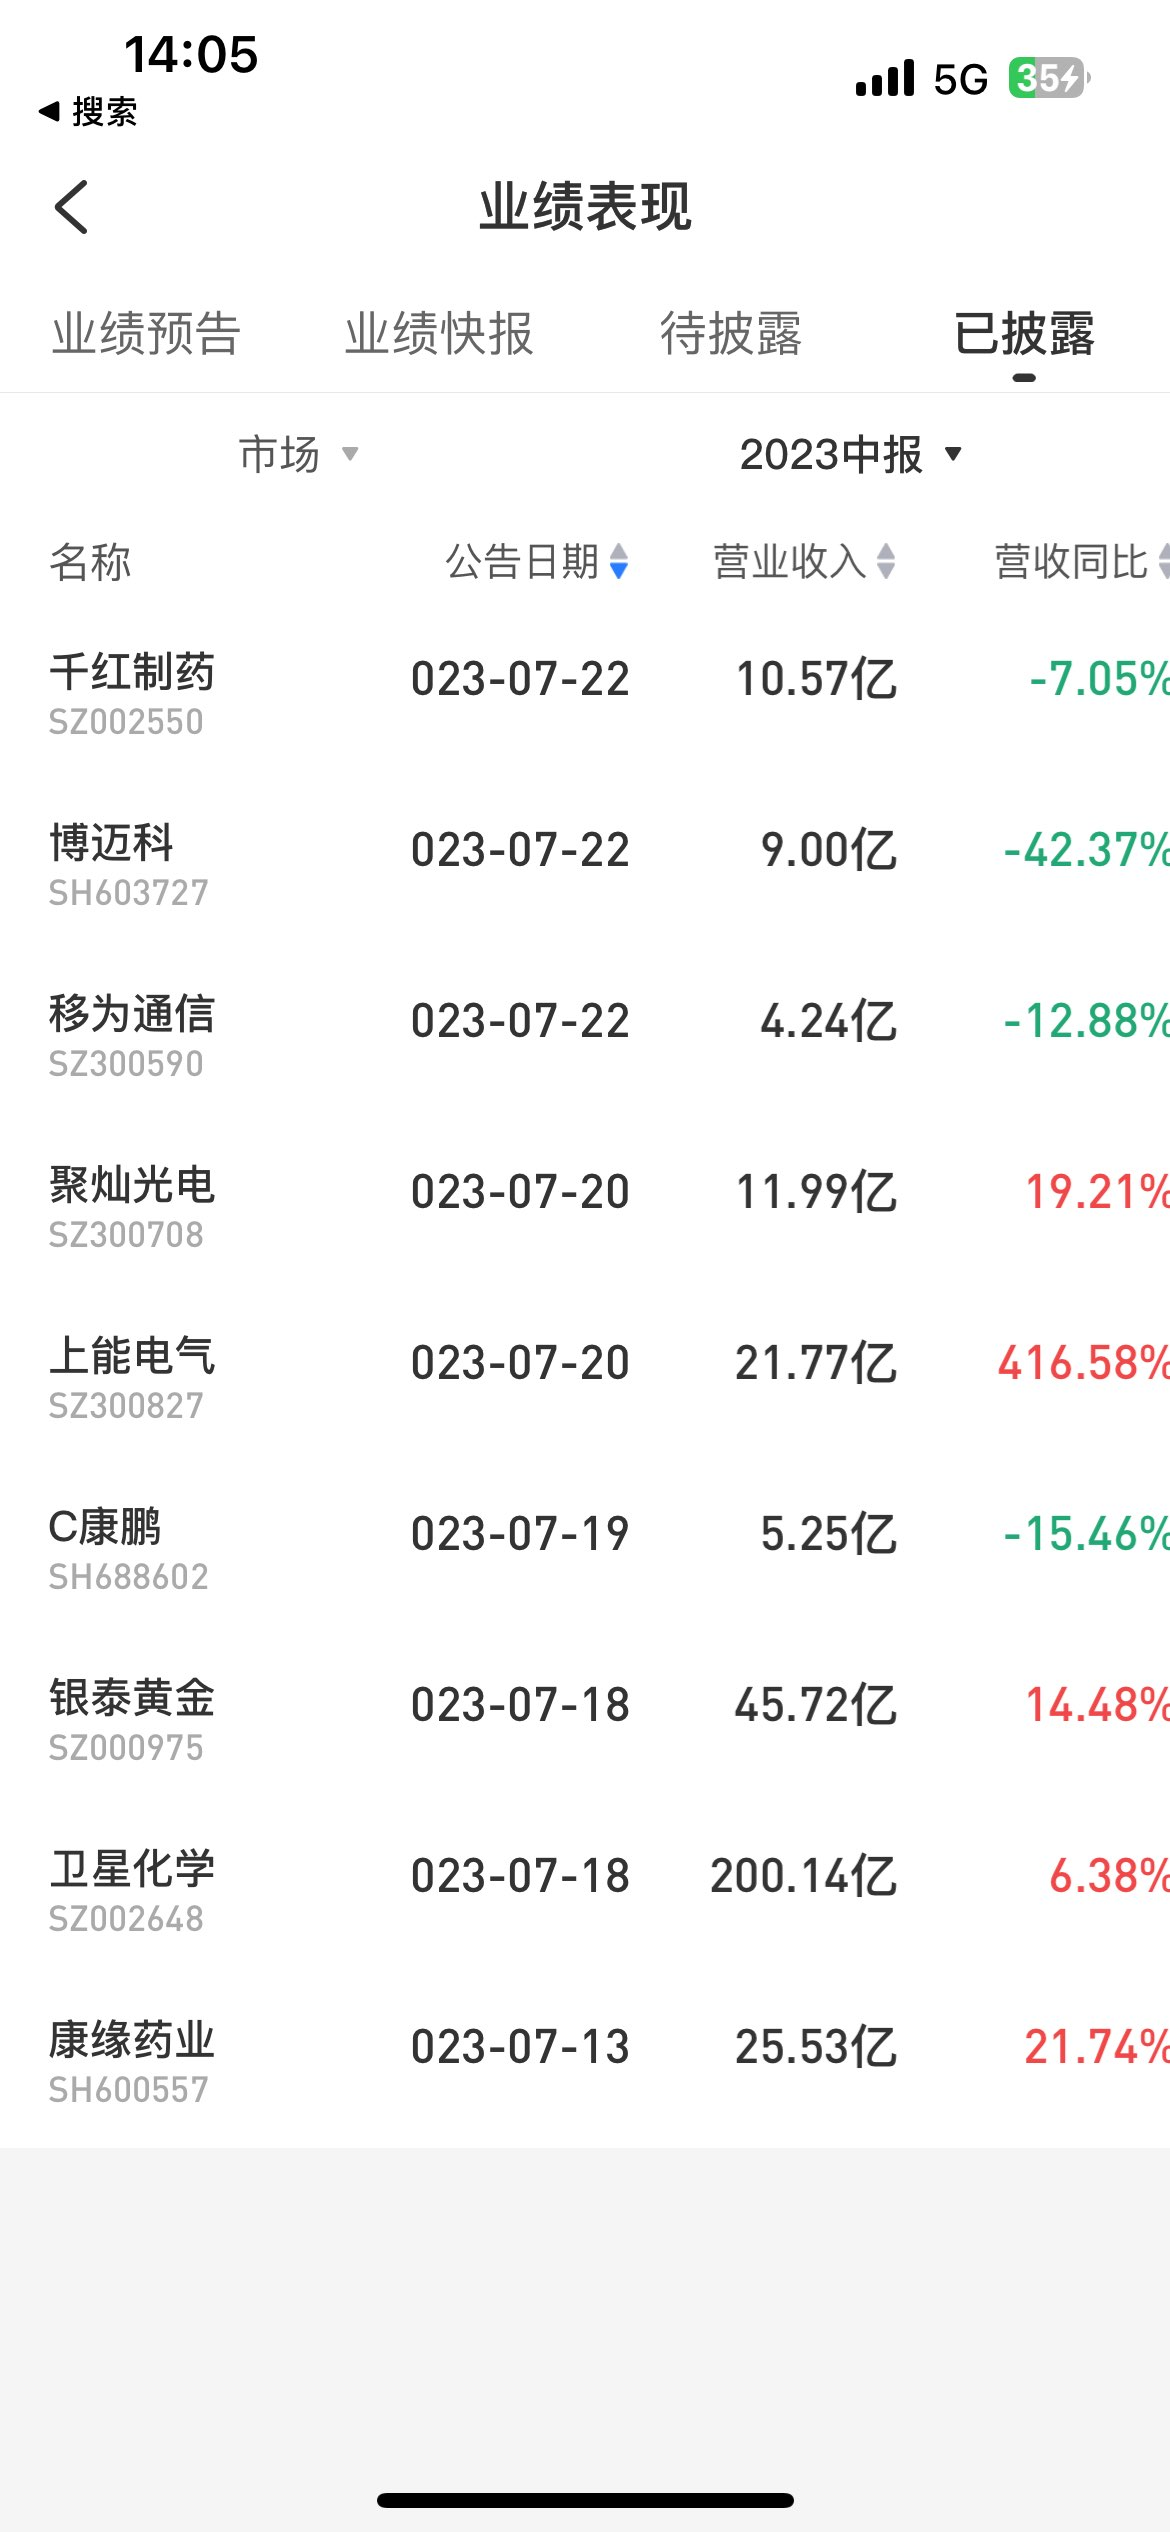 14:05
5G 35
◀ 搜索
业绩表现
业绩预告 业绩快报 待披露 已披露
市场 ▼ 2023中报 ▼
名称 公告日期 营业收入 营收同比
千红制药 023-07-22 10.57亿 -7.05%
SZ002550
博迈科 023-07-22 9.00亿 -42.37%
SH603727
移为通信 023-07-22 4.24亿 -12.88%
SZ300590
聚灿光电 023-07-20 11.99亿 19.21%
SZ300708
上能电气 023-07-20 21.77亿 416.58%
SZ300827
C康鹏 023-07-19 5.25亿 -15.46%
SH688602
银泰黄金 023-07-18 45.72亿 14.48%
SZ000975
卫星化学 023-07-18 200.14亿 6.38%
SZ002648
康缘药业 023-07-13 25.53亿 21.74%
SH600557